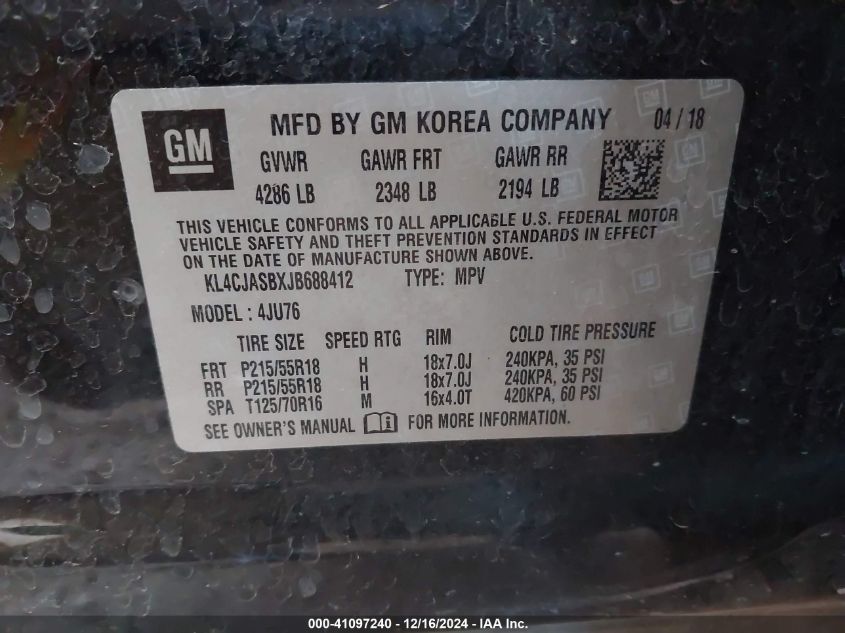 GM MFD BY GM KOREA COMPANY 04 / 18
GVWR GAWR FRT GAWR RR
4286 LB 2348 LB 2194 LB
THIS VEHICLE CONFORMS TO ALL APPLICABLE U.S. FEDERAL MOTOR
VEHICLE SAFETY AND THEFT PREVENTION STANDARDS IN EFFECT
ON THE DATE OF MANUFACTURE SHOWN ABOVE.
KL4CJASBXJB688412 TYPE: MPV
MODEL : 4JU76
TIRE SIZE SPEED RTG RIM COLD TIRE PRESSURE
FRT P215/55R18 H 18x7.0J 240KPA, 35 PSI
RR P215/55R18 H 18x7.0J 240KPA, 35 PSI
SPA T125/70R16 M 16x4.0T 420KPA, 60 PSI
SEE OWNER'S MANUAL FOR MORE INFORMATION.
000-41097240 - 12/16/2024 - IAA Inc.